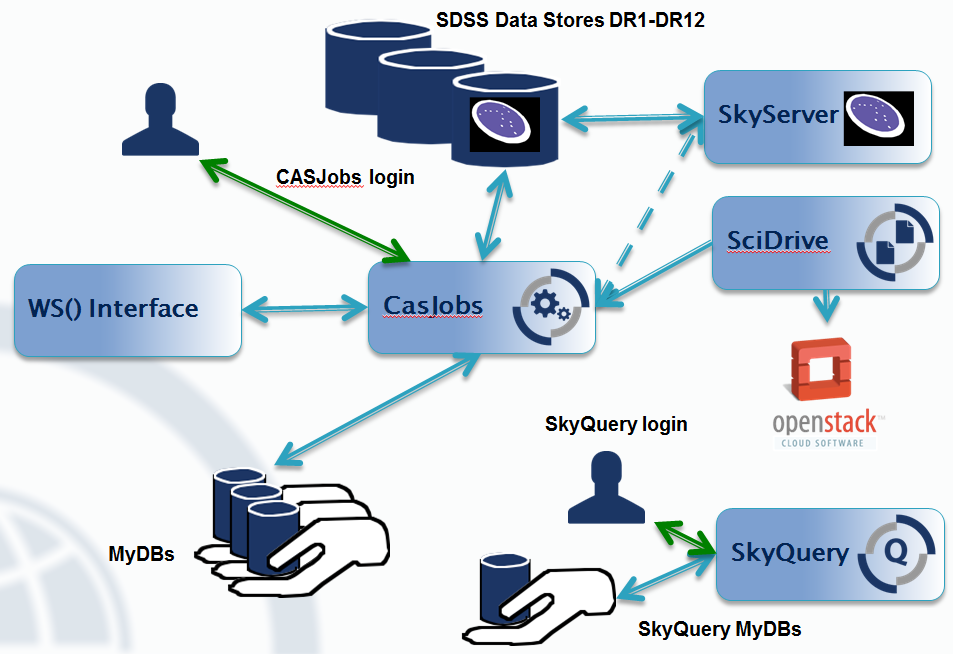 SDSS Data Stores DR1-DR12
SkyServer
CASJobs login
SciDrive
WS() Interface
CasJobs
openstack™
CLOUD SOFTWARE
SkyQuery login
MyDBs
SkyQuery
Q
SkyQuery MyDBs